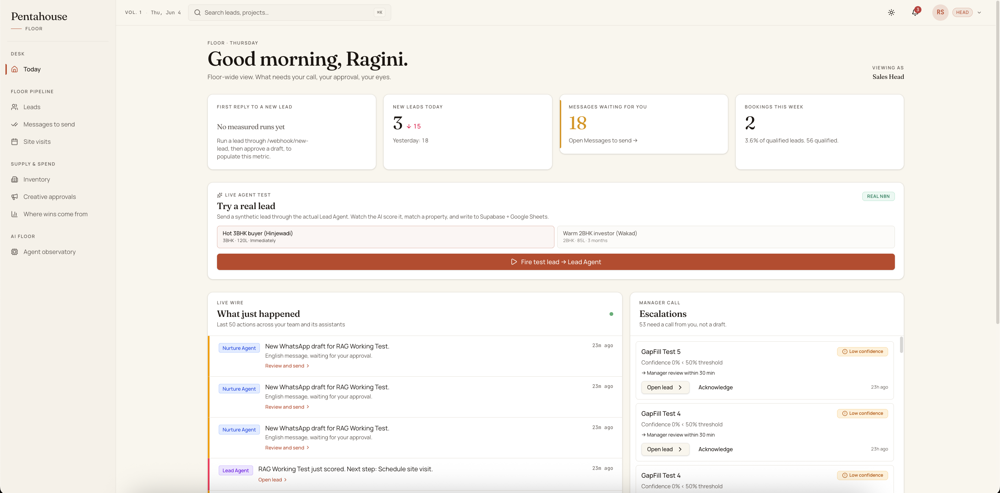 Pentahouse
FLOOR
DESK
Today
FLOOR PIPELINE
Leads
Messages to send
Site visits
SUPPLY & SPEND
Inventory
Creative approvals
Where wins come from
AI FLOOR
Agent observatory
VOL. 1 · Thu, Jun 4
Search leads, projects...
⌘K
3
RS
HEAD
FLOOR · THURSDAY
Good morning, Ragini.
Floor-wide view. What needs your call, your approval, your eyes.
VIEWING AS
Sales Head
FIRST REPLY TO A NEW LEAD
No measured runs yet
Run a lead through /webhook/new-
lead, then approve a draft, to
populate this metric.
NEW LEADS TODAY
3 ↓ 15
Yesterday: 18
MESSAGES WAITING FOR YOU
18
Open Messages to send →
BOOKINGS THIS WEEK
2
3.6% of qualified leads. 56 qualified.
LIVE AGENT TEST
REAL N8N
Try a real lead
Send a synthetic lead through the actual Lead Agent. Watch the AI score it, match a property, and write to Supabase + Google Sheets.
Hot 3BHK buyer (Hinjewadi)
3BHK · 120L · Immediately
Warm 2BHK investor (Wakad)
2BHK · 85L · 3 months
Fire test lead → Lead Agent
LIVE WIRE
What just happened
Last 50 actions across your team and its assistants
Nurture Agent
New WhatsApp draft for RAG Working Test.
23m ago
English message, waiting for your approval.
Review and send >
Nurture Agent
New WhatsApp draft for RAG Working Test.
23m ago
English message, waiting for your approval.
Review and send >
Nurture Agent
New WhatsApp draft for RAG Working Test.
23m ago
English message, waiting for your approval.
Review and send >
Lead Agent
RAG Working Test just scored. Next step: Schedule site visit.
23m ago
Open lead >
MANAGER CALL
Escalations
53 need a call from you, not a draft.
GapFill Test 5
Low confidence
Confidence 0% < 50% threshold
→ Manager review within 30 min
Open lead >
Acknowledge
23h ago
GapFill Test 4
Low confidence
Confidence 0% < 50% threshold
→ Manager review within 30 min
Open lead >
Acknowledge
23h ago
GapFill Test 4
Low confidence
Confidence 0% < 50% threshold